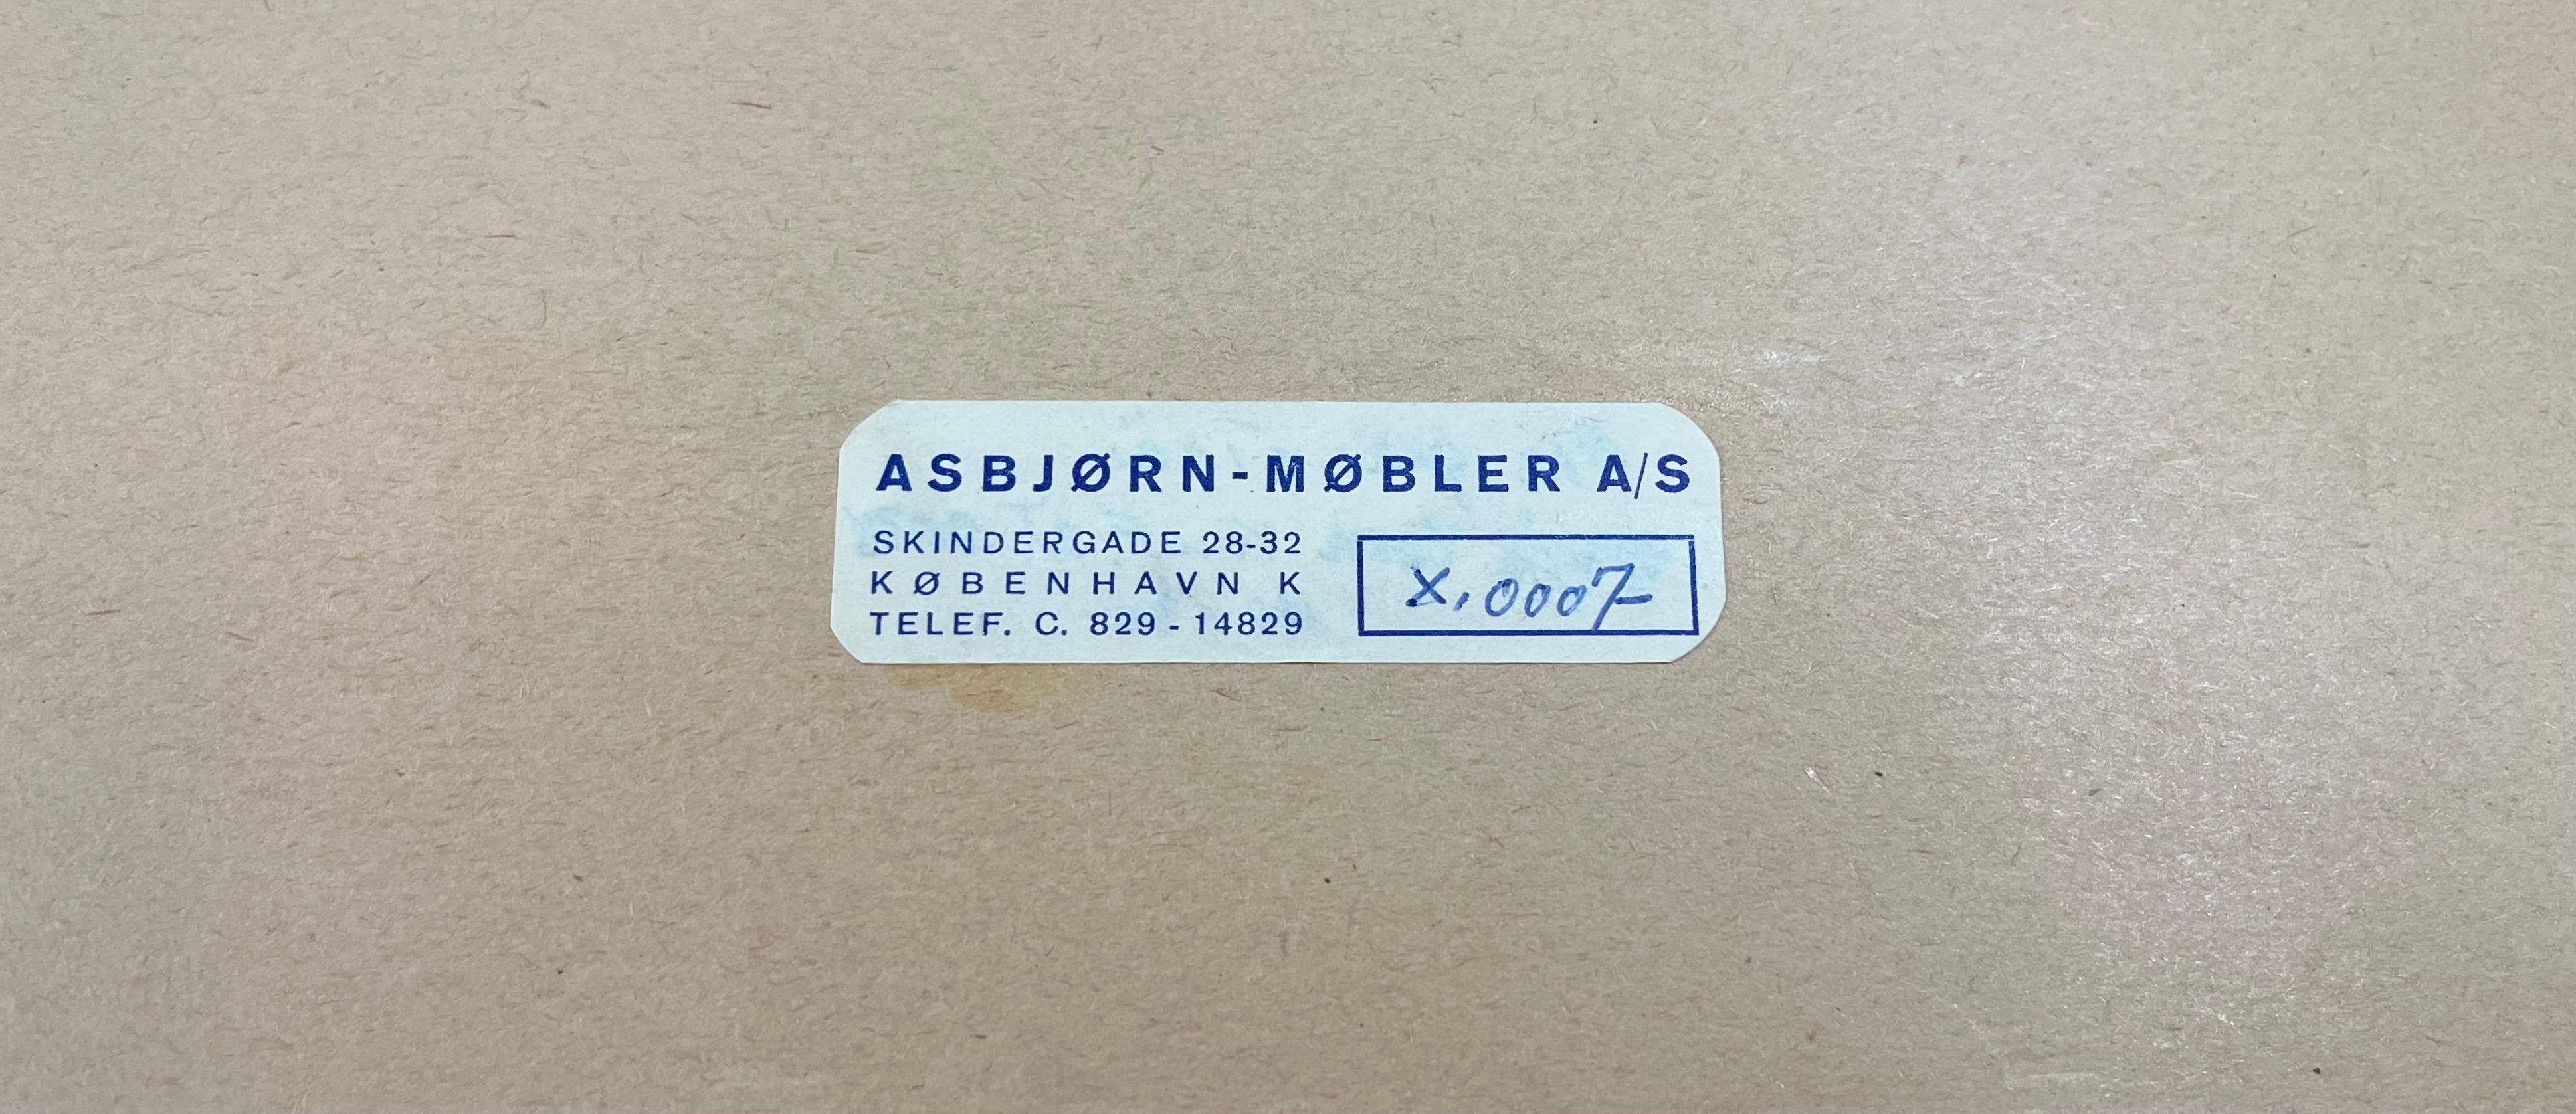 ASBJØRN-MØBLER A/S
SKINDERGADE 28-32
KØBENHAVN K
TELEF. C. 829 - 14829
X.0007